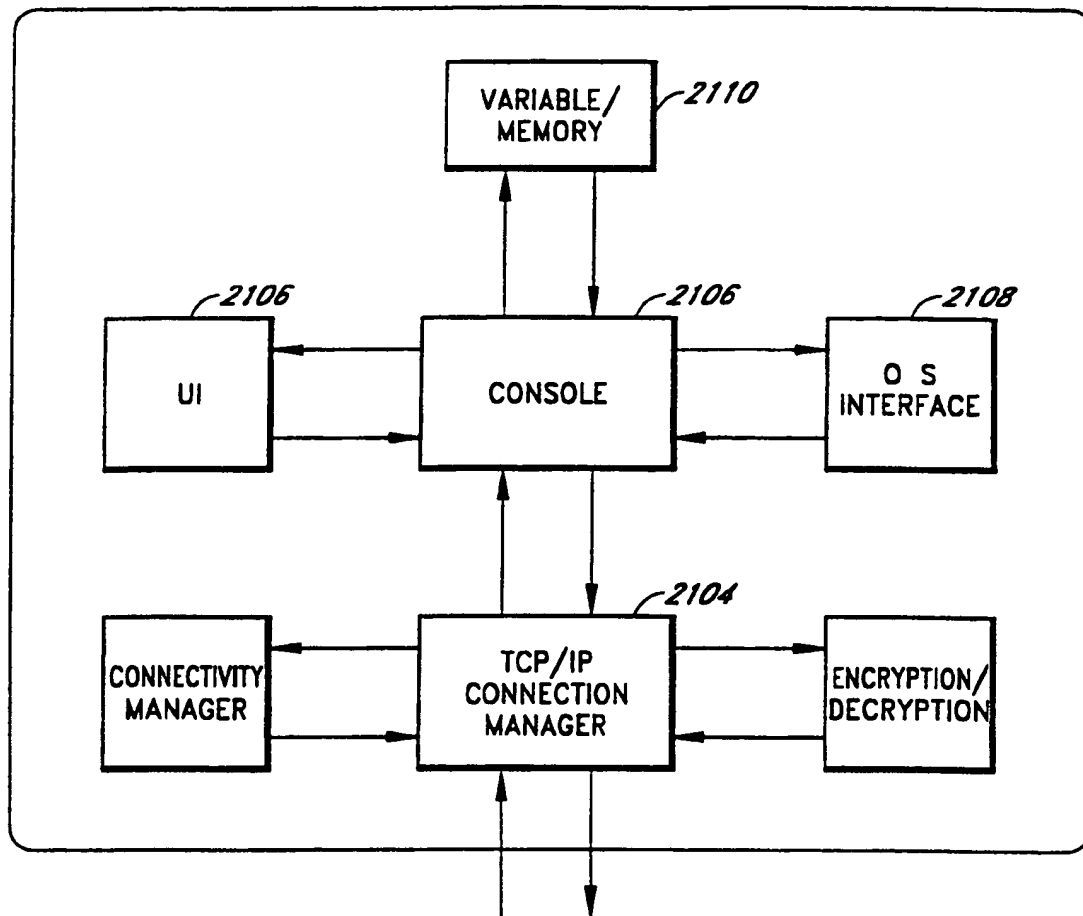 VARIABLE/
MEMORY
2110
2106
UI
2106
CONSOLE
2108
O S
INTERFACE
CONNECTIVITY
MANAGER
2104
TCP/IP
CONNECTION
MANAGER
ENCRYPTION/
DECRYPTION